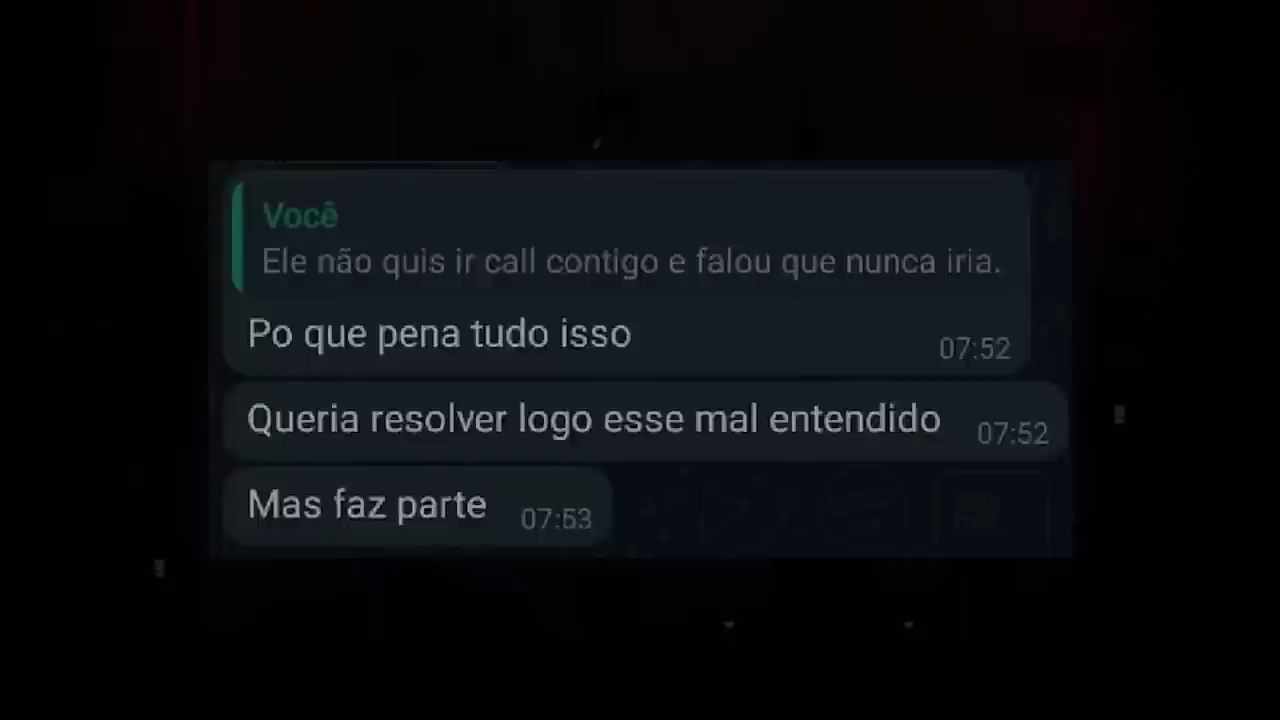 Você
Ele não quis ir call contigo e falou que nunca iria.
Po que pena tudo isso
07:52
Queria resolver logo esse mal entendido
07:52
Mas faz parte
07:53